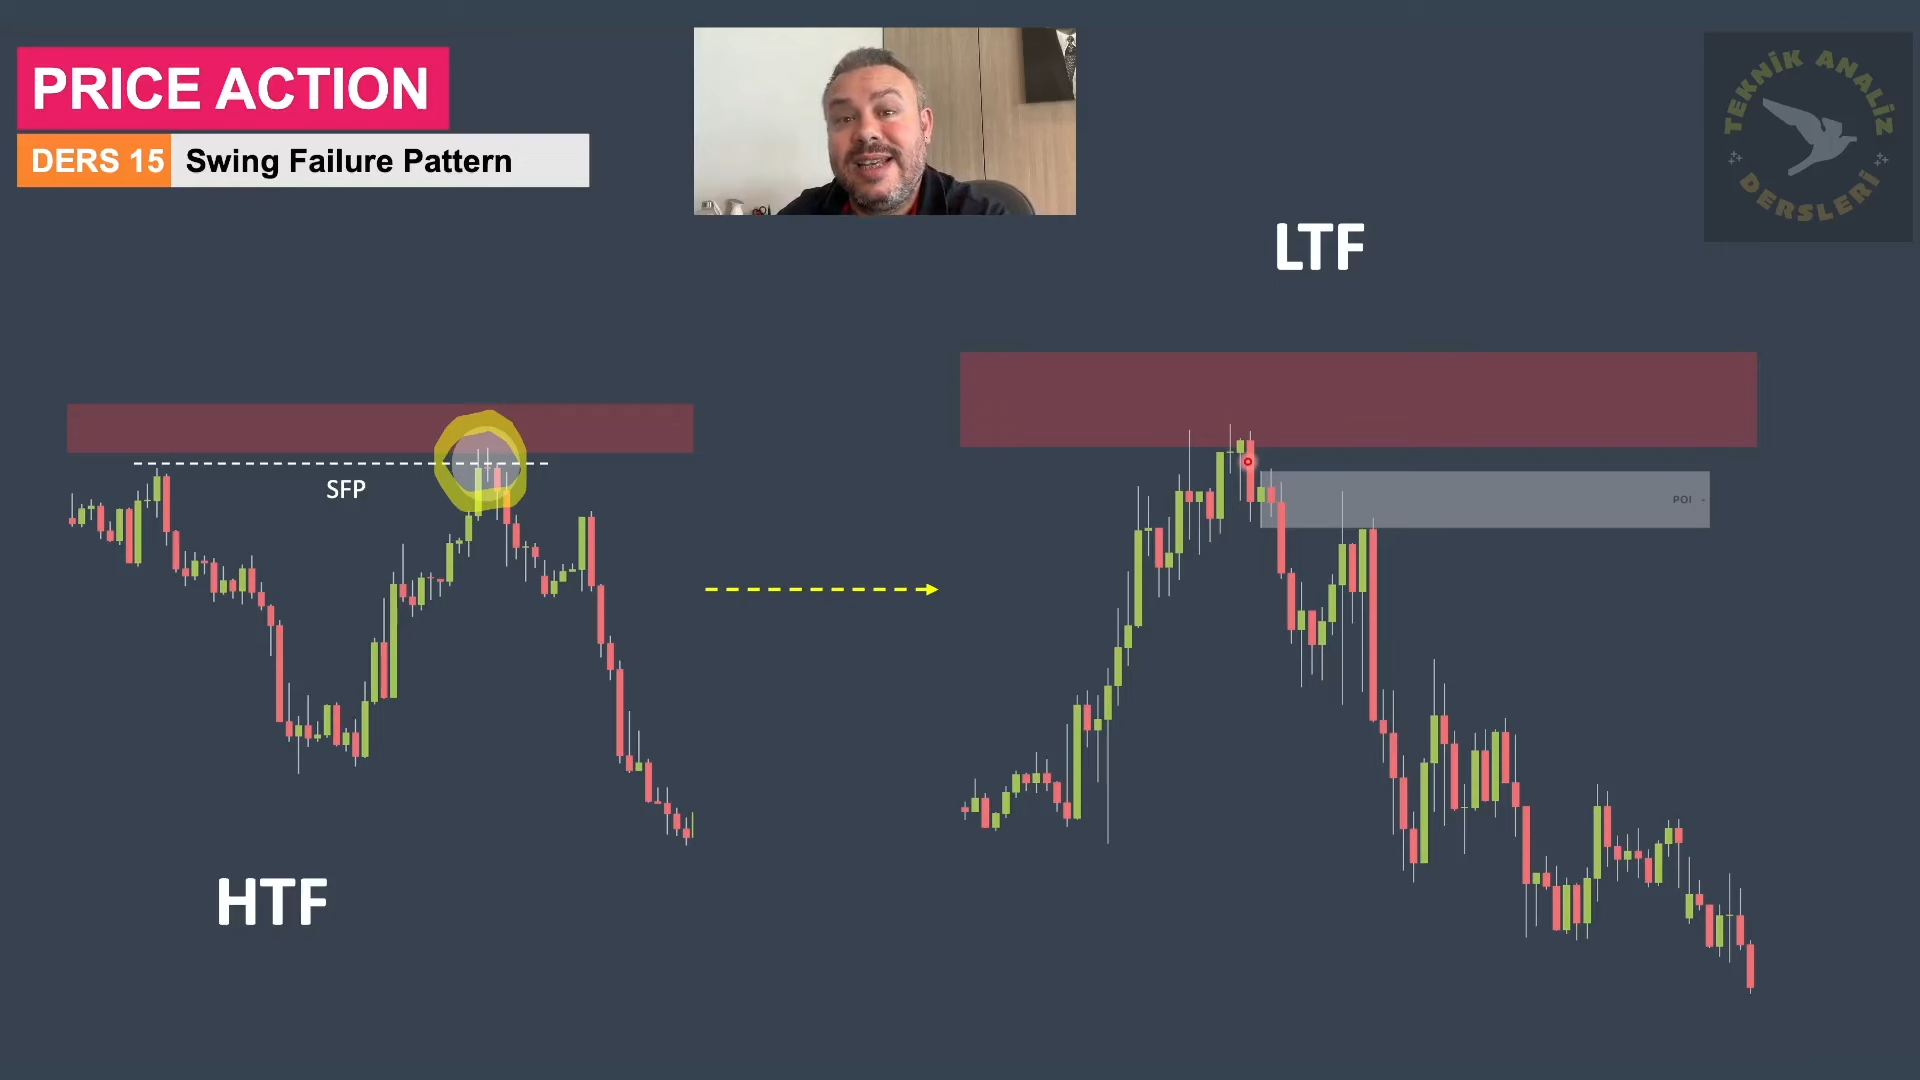 PRICE ACTION
DERS 15 Swing Failure Pattern
TEKNİK ANALİZ
DERSLERİ
LTF
SFP
POI -
HTF